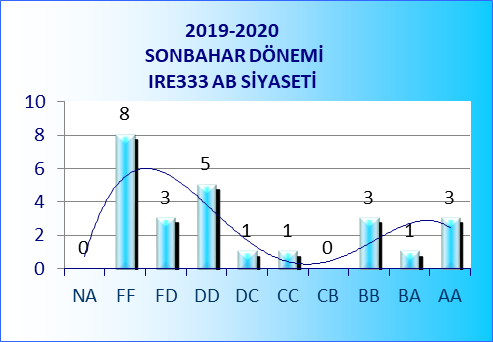 2019-2020
SONBAHAR DÖNEMİ
IRE333 AB SİYASETİ
10
8
6
4
2
0
0 8 3 5 1 1 0 3 1 3
NA FF FD DD DC CC CB BB BA AA